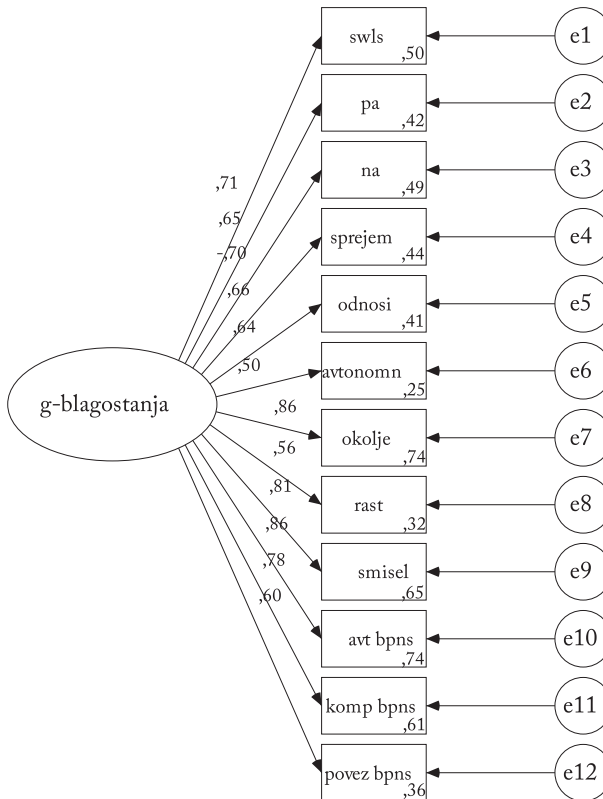 swls
,50
e1
pa
,42
e2
na
,49
e3
sprejem
,44
e4
odnosi
,41
e5
avtonomn
,25
e6
okolje
,74
e7
rast
,32
e8
smisel
,65
e9
avt bpns
,74
e10
komp bpns
,61
e11
povez bpns
,36
e12
,71
,65
-,70
,66
,64
,50
,86
,56
,81
,86
,78
,60
g-blagostanja